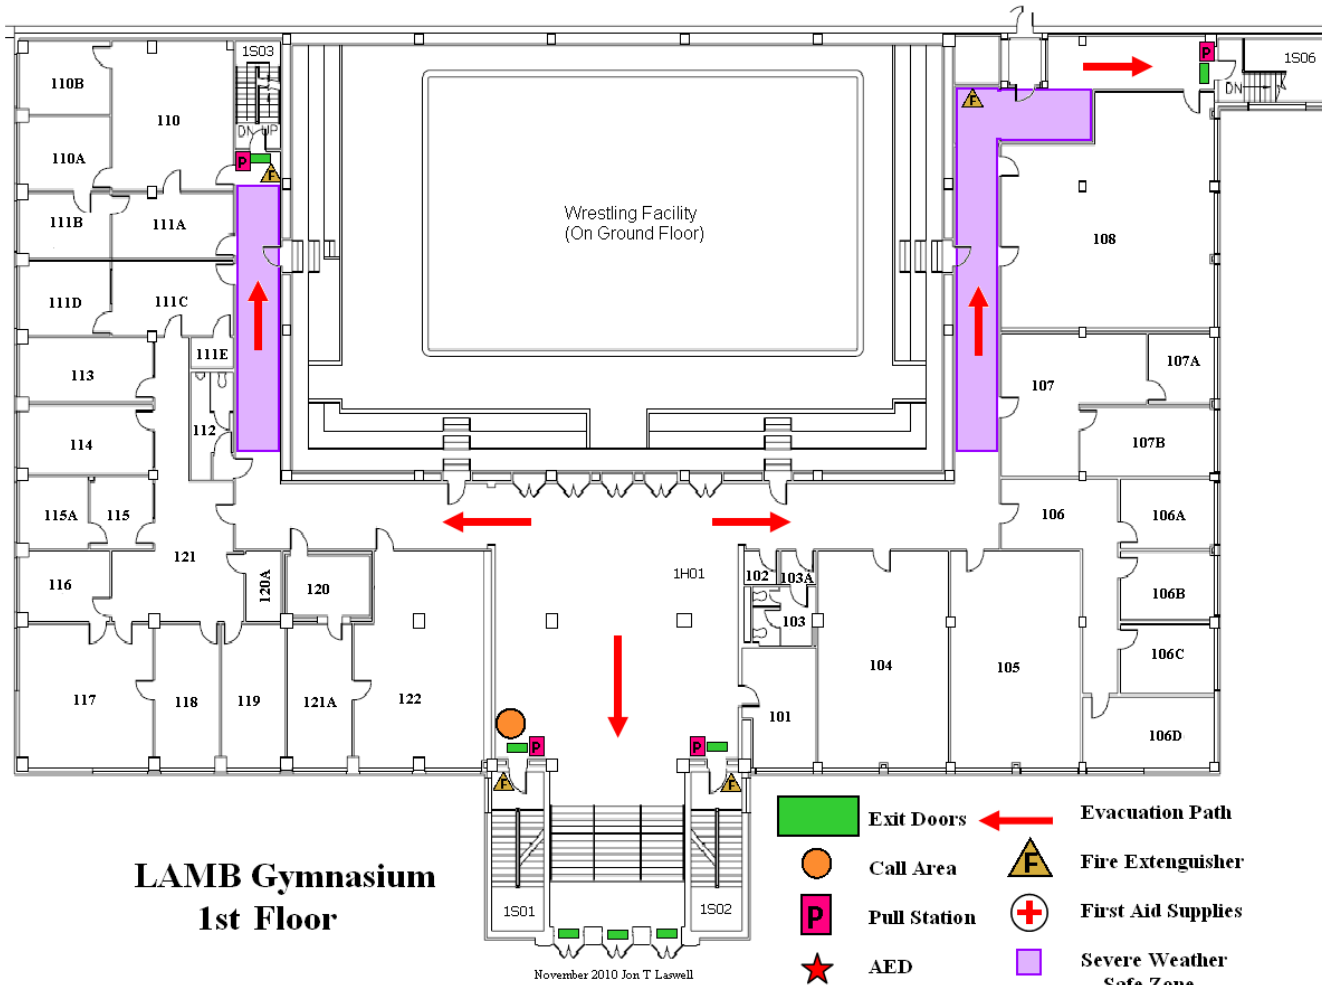 1S03
1S06
110B
110
DN
110A
DN UP
P
F
P
F
111B
111A
Wrestling Facility
(On Ground Floor)
108
111D
111C
111E
113
107
107A
112
114
107B
115A
115
106
106A
121
1H01
116
120A
120
102
103A
106B
103
106C
104
105
117
118
119
121A
122
101
106D
P
P
F
F
LAMB Gymnasium
1st Floor
1S01
1S02
Exit Doors
Evacuation Path
Call Area
F
Fire Extenguisher
P
Pull Station
First Aid Supplies
AED
Severe Weather
Safe Zone
November 2010 Jon T Laswell